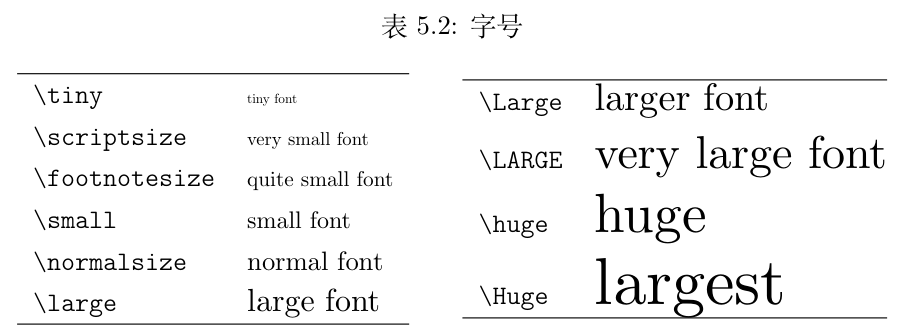 表 5.2: 字号
\tiny tiny font
\scriptsize very small font
\footnotesize quite small font
\small small font
\normalsize normal font
\large large font
\Large larger font
\LARGE very large font
\huge huge
\Huge largest